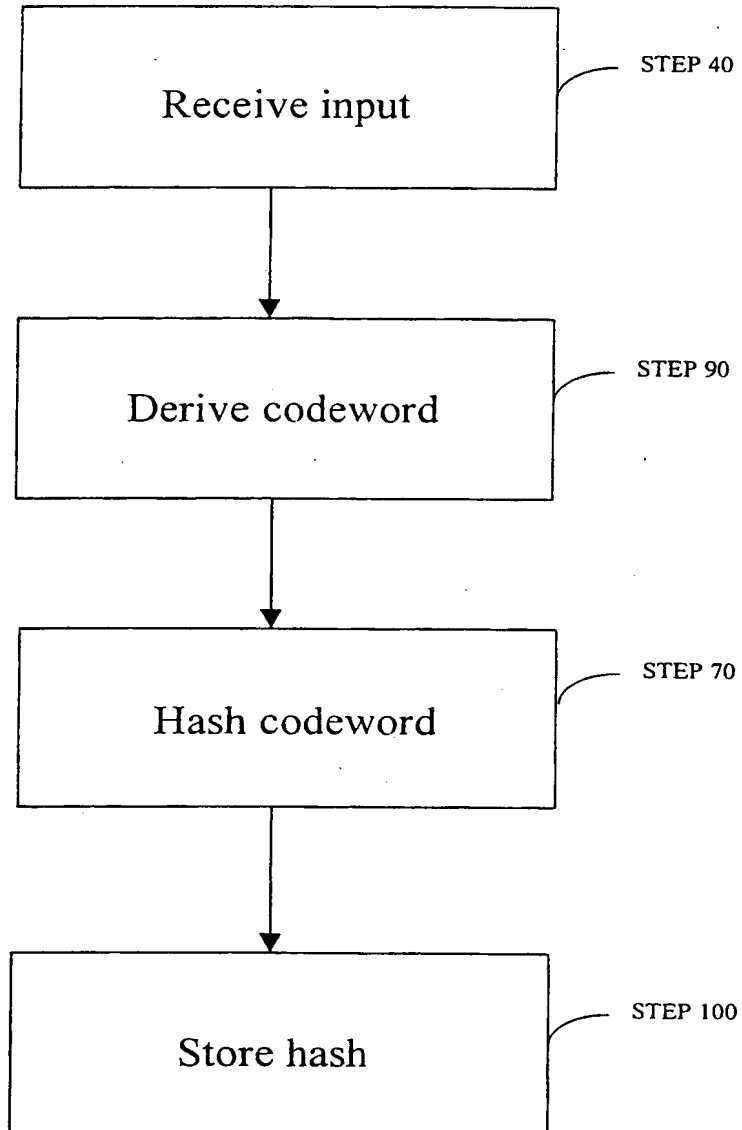 STEP 40
Receive input
STEP 90
Derive codeword
STEP 70
Hash codeword
STEP 100
Store hash